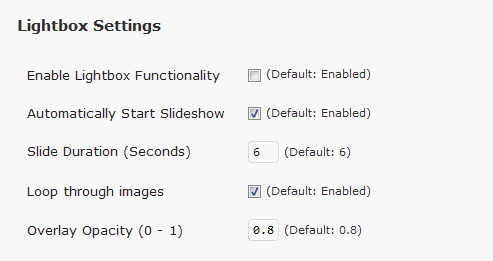 Lightbox Settings
Enable Lightbox Functionality (Default: Enabled)
Automatically Start Slideshow (Default: Enabled)
Slide Duration (Seconds) 6 (Default: 6)
Loop through images (Default: Enabled)
Overlay Opacity (0 - 1) 0.8 (Default: 0.8)